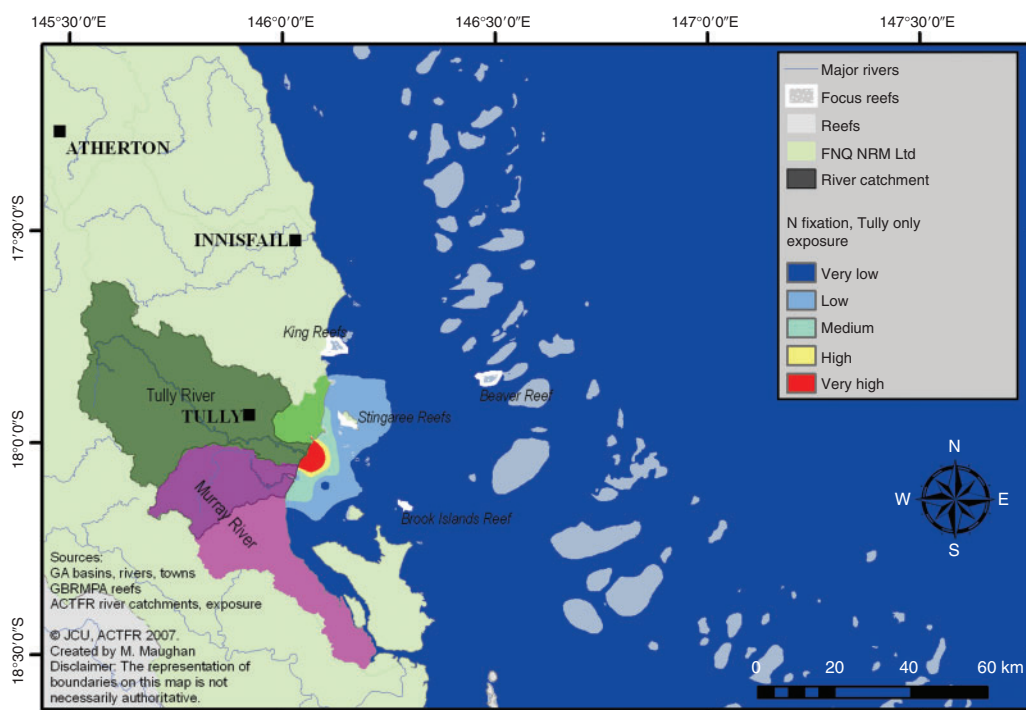 145°30'0"E
146°0'0"E
146°30'0"E
147°0'0"E
147°30'0"E
17°30'0"S
18°0'0"S
18°30'0"S
ATHERTON
INNISFAIL
King Reefs
Tully River
TULLY
Beaver Reef
Stingaree Reefs
Murray River
Brook Islands Reef
Major rivers
Focus reefs
Reefs
FNQ NRM Ltd
River catchment
N fixation, Tully only
exposure
Very low
Low
Medium
High
Very high
N
W E
S
Sources:
GA basins, rivers, towns
GBRMPA reefs
ACTFR river catchments, exposure
© JCU, ACTFR 2007.
Created by M. Maughan
Disclaimer: The representation of
boundaries on this map is not
necessarily authoritative.
0 20 40 60 km